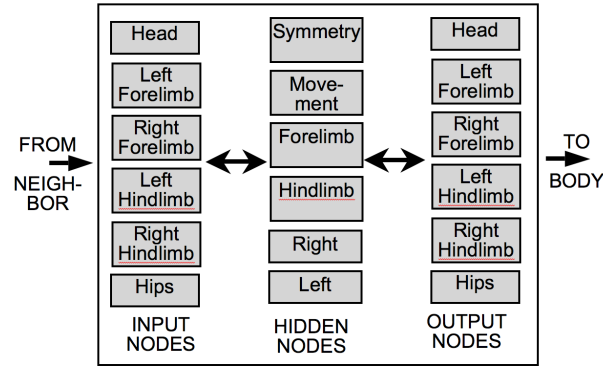 FROM
NEIGH-
BOR
Head
Left
Forelimb
Right
Forelimb
Left
Hindlimb
Right
Hindlimb
Hips
INPUT
NODES
Symmetry
Move-
ment
Forelimb
Hindlimb
Right
Left
HIDDEN
NODES
Head
Left
Forelimb
Right
Forelimb
Left
Hindlimb
Right
Hindlimb
Hips
OUTPUT
NODES
TO
BODY